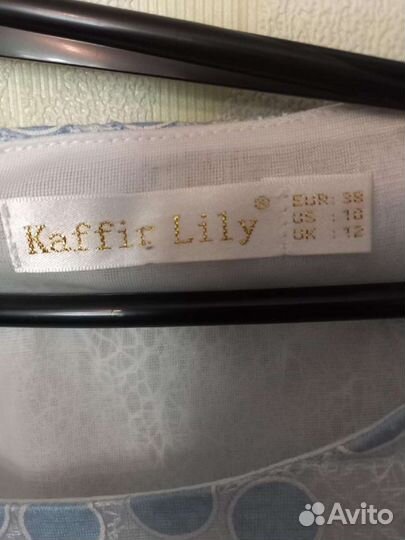 Kaffir Lily ®
EUR: 38
US : 10
UK : 12
Avito